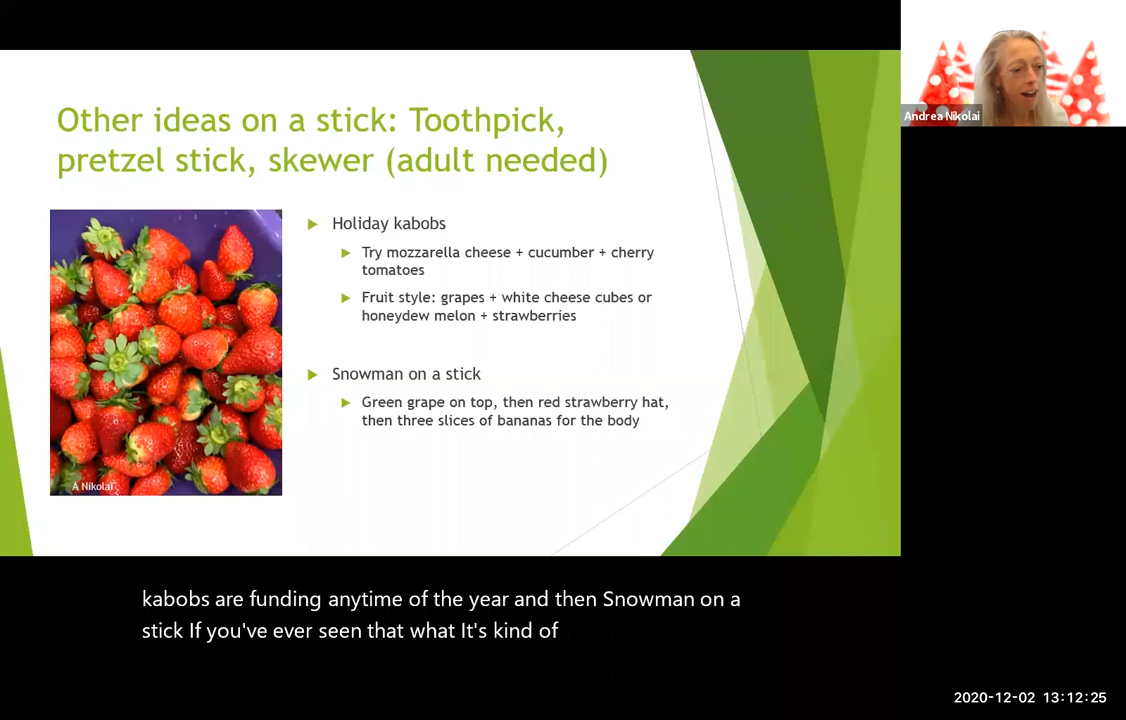 Other ideas on a stick: Toothpick,
pretzel stick, skewer (adult needed)
Holiday kabobs
Try mozzarella cheese + cucumber + cherry
tomatoes
Fruit style: grapes + white cheese cubes or
honeydew melon + strawberries
Snowman on a stick
Green grape on top, then red strawberry hat,
then three slices of bananas for the body
A Nikolai
Andrea Nikolai
kabobs are funding anytime of the year and then Snowman on a
stick If you've ever seen that what It's kind of
2020-12-02 13:12:25